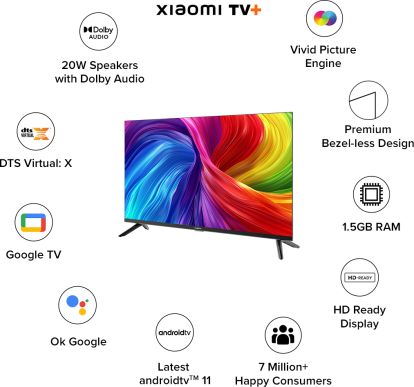 XIAOMI TV+
Dolby
AUDIO
20W Speakers
with Dolby Audio
Vivid Picture
Engine
Premium
Bezel-less Design
dts
VIRTUAL:X
DTS Virtual: X
1.5GB RAM
Google TV
HD-READY
HD Ready
Display
Ok Google
androidtv
Latest
androidtv™ 11
7 Million+
Happy Consumers